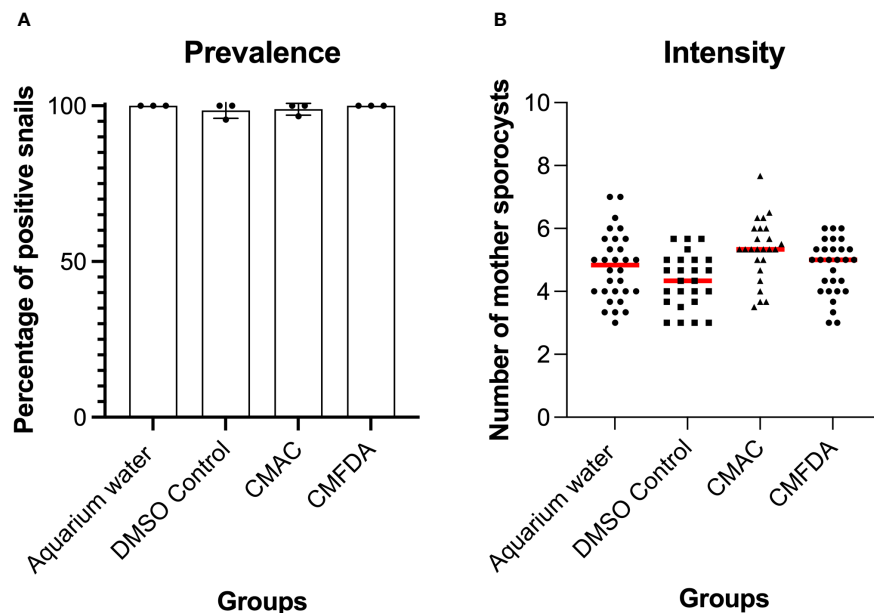 A
Prevalence
Percentage of positive snails
100
50
0
Aquarium water
DMSO Control
CMAC
CMFDA
Groups
B
Intensity
Number of mother sporocysts
10
8
6
4
2
0
Aquarium water
DMSO Control
CMAC
CMFDA
Groups